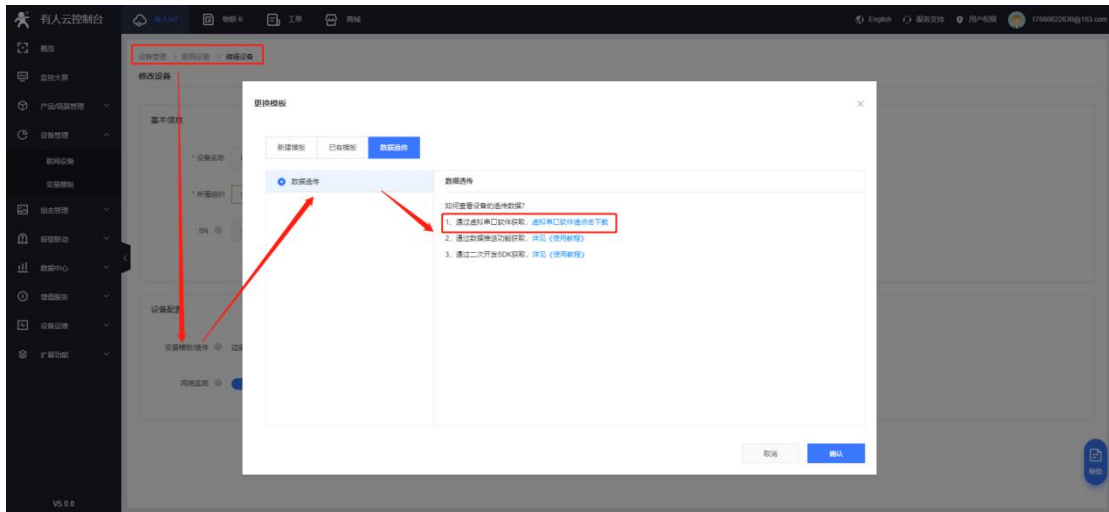 有人云控制台
有人IoT
物联卡
工单
商城
English
服务支持
用户权限
17660622630@163.com
概览
监控大屏
产品/场景管理
设备管理
联网设备
变量模板
组态管理
报警联动
数据中心
增值服务
设备运维
扩展功能
V5.0.0
设备管理 | 联网设备 | 编辑设备
修改设备
基本信息
* 设备名称
* 所属组织
SN
设备配置
变量模板/透传
网络监测
更换模板
新建模板
已有模板
数据透传
数据透传
数据透传
如何查看设备的透传数据?
1、通过虚拟串口软件获取，虚拟串口软件请点击下载
2、通过数据推送功能获取，详见《使用教程》
3、通过二次开发SDK获取，详见《使用教程》
取消
确认
帮助